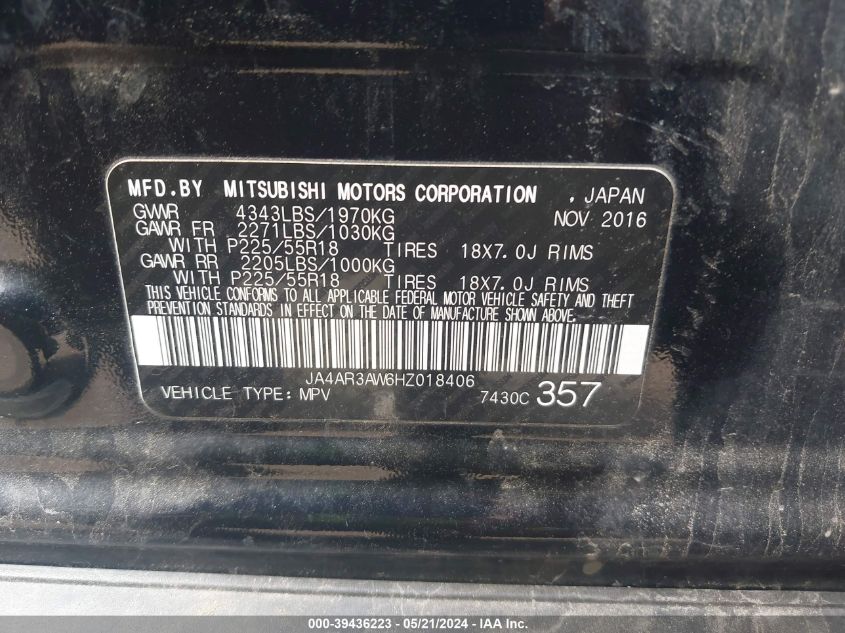 MFD.BY MITSUBISHI MOTORS CORPORATION . JAPAN
GVWR 4343LBS/1970KG NOV 2016
GAWR FR 2271LBS/1030KG
WITH P225/55R18 TIRES 18X7.0J RIMS
GAWR RR 2205LBS/1000KG
WITH P225/55R18 TIRES 18X7.0J RIMS
THIS VEHICLE CONFORMS TO ALL APPLICABLE FEDERAL MOTOR VEHICLE SAFETY AND THEFT
PREVENTION STANDARDS IN EFFECT ON THE DATE OF MANUFACTURE SHOWN ABOVE.
JA4AR3AW6HZ018406
VEHICLE TYPE: MPV 7430C 357
000-39436223 - 05/21/2024 - IAA Inc.